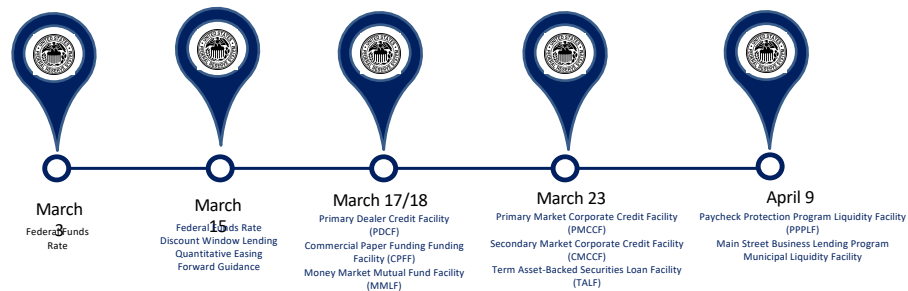 March
3
Federal Funds
Rate
March
15
Federal Funds Rate
Discount Window Lending
Quantitative Easing
Forward Guidance
March 17/18
Primary Dealer Credit Facility
(PDCF)
Commercial Paper Funding Funding
Facility (CPFF)
Money Market Mutual Fund Facility
(MMLF)
March 23
Primary Market Corporate Credit Facility
(PMCCF)
Secondary Market Corporate Credit Facility
(CMCCF)
Term Asset-Backed Securities Loan Facility
(TALF)
April 9
Paycheck Protection Program Liquidity Facility
(PPPLF)
Main Street Business Lending Program
Municipal Liquidity Facility